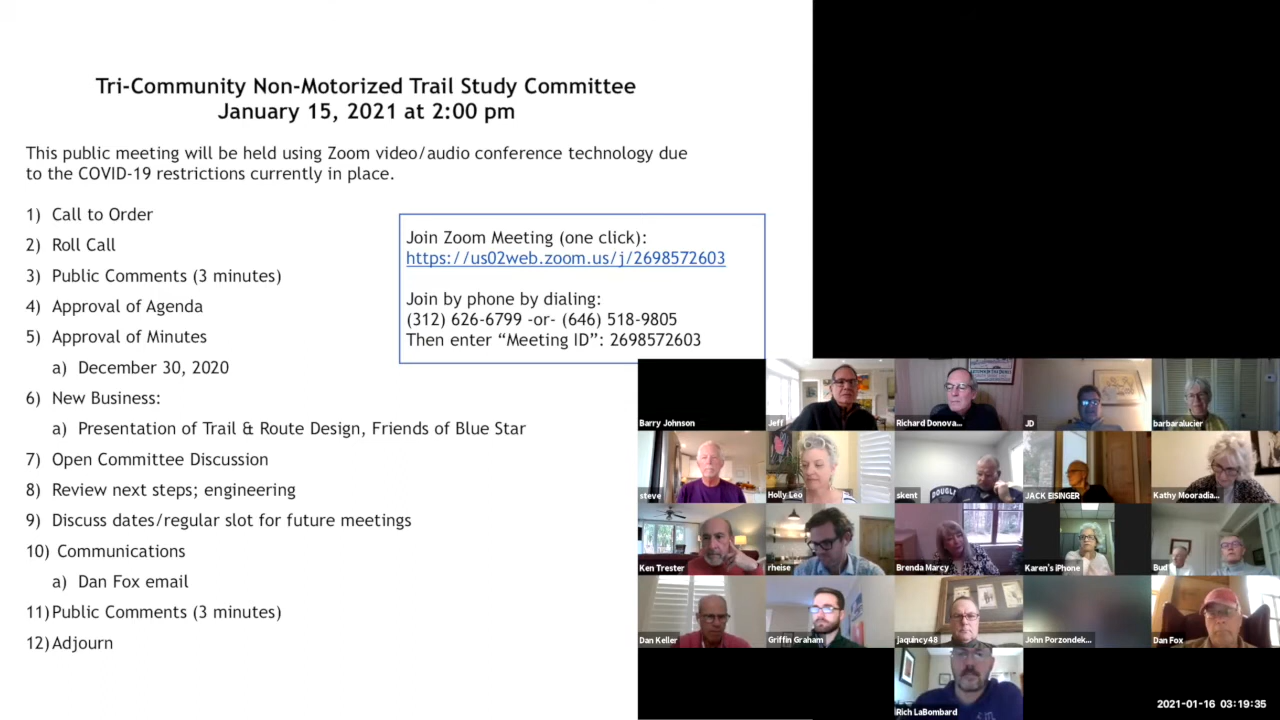 Tri-Community Non-Motorized Trail Study Committee
January 15, 2021 at 2:00 pm
This public meeting will be held using Zoom video/audio conference technology due
to the COVID-19 restrictions currently in place.
1) Call to Order
2) Roll Call
3) Public Comments (3 minutes)
4) Approval of Agenda
5) Approval of Minutes
a) December 30, 2020
6) New Business:
a) Presentation of Trail & Route Design, Friends of Blue Star
7) Open Committee Discussion
8) Review next steps; engineering
9) Discuss dates/regular slot for future meetings
10) Communications
a) Dan Fox email
11) Public Comments (3 minutes)
12) Adjourn
Join Zoom Meeting (one click):
https://us02web.zoom.us/j/2698572603
Join by phone by dialing:
(312) 626-6799 -or- (646) 518-9805
Then enter “Meeting ID”: 2698572603
Barry Johnson
Jeff
Richard Donova...
JD
barbaralucier
steve
Holly Leo
skent
DOUGL
JACK EISINGER
Kathy Mooradia...
Ken Trester
rheise
Brenda Marcy
Karen's iPhone
Bud
Dan Keller
Griffin Graham
jaquincy48
John Porzondek...
Dan Fox
Rich LaBombard
2021-01-16 03:19:35